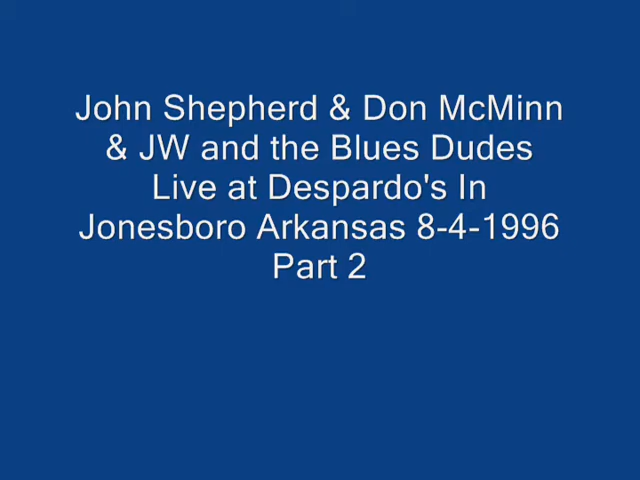 John Shepherd & Don McMinn
& JW and the Blues Dudes
Live at Despardo's In
Jonesboro Arkansas 8-4-1996
Part 2